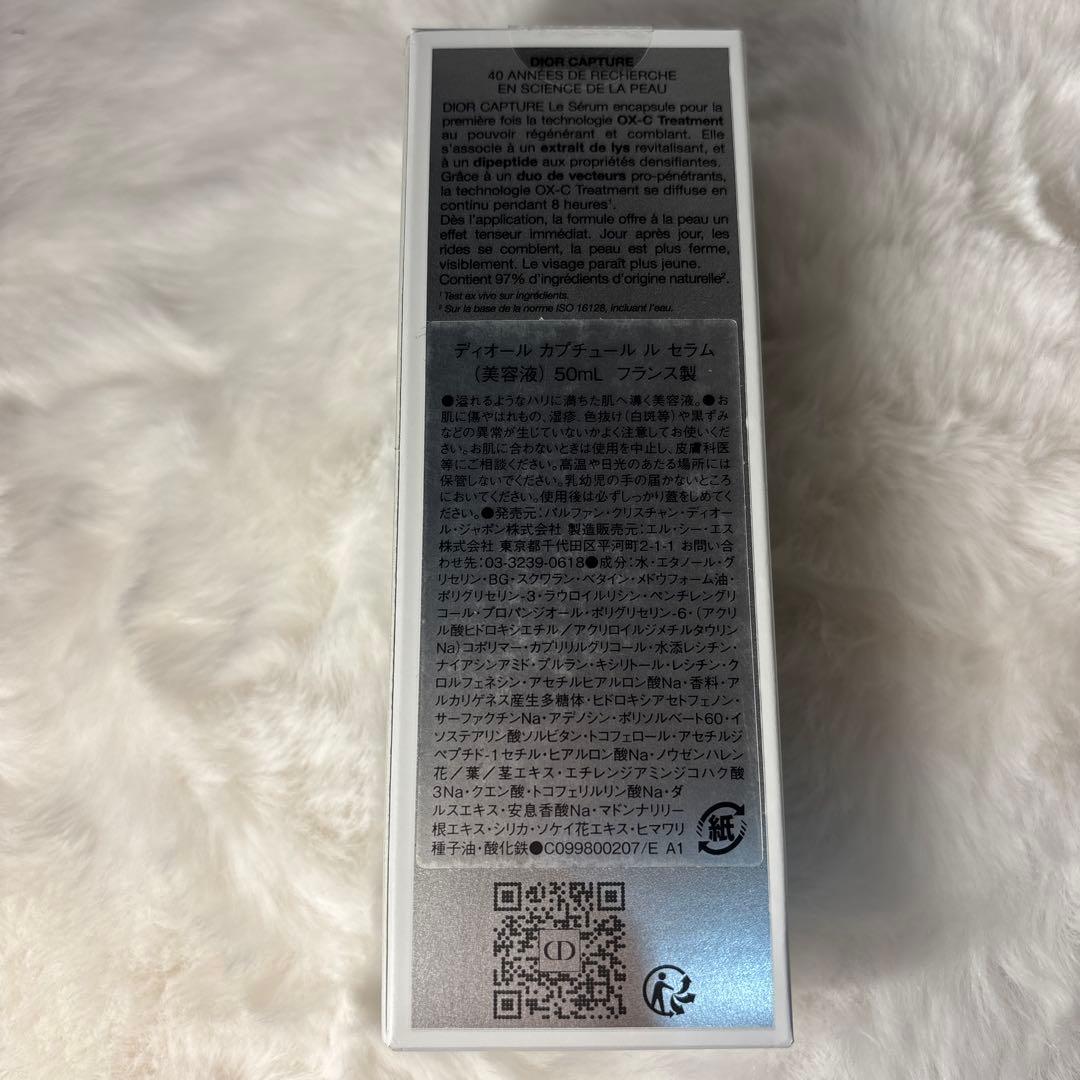 DIOR CAPTURE
40 ANNÉES DE RECHERCHE
EN SCIENCE DE LA PEAU
DIOR CAPTURE Le Sérum encapsule pour la
première fois la technologie OX-C Treatment
au pouvoir régénérant et comblant. Elle
s'associe à un extrait de lys revitalisant, et
à un dipeptide aux propriétés densifiantes.
Grâce à un duo de vecteurs pro-pénétrants,
la technologie OX-C Treatment se diffuse en
continu pendant 8 heures¹.
Dès l'application, la formule offre à la peau un
effet tenseur immédiat. Jour après jour, les
rides se comblent, la peau est plus ferme,
visiblement. Le visage paraît plus jeune.
Contient 97% d'ingrédients d'origine naturelle².
¹ Test ex vivo sur ingrédients.
² Sur la base de la norme ISO 16128, incluant l'eau.
ディオール カプチュール ル セラム
(美容液) 50mL フランス製
●溢れるようなハリに満ちた肌へ導く美容液。●お
肌に傷やはれもの、湿疹、色抜け(白斑等)や黒ずみ
などの異常が生じていないかよく注意してお使いくだ
さい。お肌に合わないときは使用を中止し、皮膚科医
等にご相談ください。高温や日光のあたる場所には
保管しないでください。乳幼児の手の届かないところ
においてください。使用後は必ずしっかり蓋をしめてく
ださい。●発売元:パルファン・クリスチャン・ディオー
ル・ジャポン株式会社 製造販売元:エル・シー・エス
株式会社 東京都千代田区平河町2-1-1 お問い合
わせ先:03-3239-0618●成分:水・エタノール・グ
リセリン・BG・スクワラン・ベタイン・メドウフォーム油・
ポリグリセリン-3・ラウロイルリシン・ペンチレングリ
コール・プロパンジオール・ポリグリセリン-6・(アクリ
ル酸ヒドロキシエチル/アクリロイルジメチルタウリン
Na)コポリマー・カプリリルグリコール・水添レシチン・
ナイアシンアミド・プルラン・キシリトール・レシチン・ク
ロルフェネシン・アセチルヒアルロン酸Na・香料・ア
ルカリゲネス産生多糖体・ヒドロキシアセトフェノン・
サーファクチンNa・アデノシン・ポリソルベート60・イ
ソステアリン酸ソルビタン・トコフェロール・アセチルジ
ペプチド-1セチル・ヒアルロン酸Na・ノウゼンハレン
花/葉/茎エキス・エチレンジアミンジコハク酸
3Na・クエン酸・トコフェリルリン酸Na・ダ
ルスエキス・安息香酸Na・マドンナリリー
根エキス・シリカ・ソケイ花エキス・ヒマワリ
種子油・酸化鉄●C099800207/E A1
紙
CD